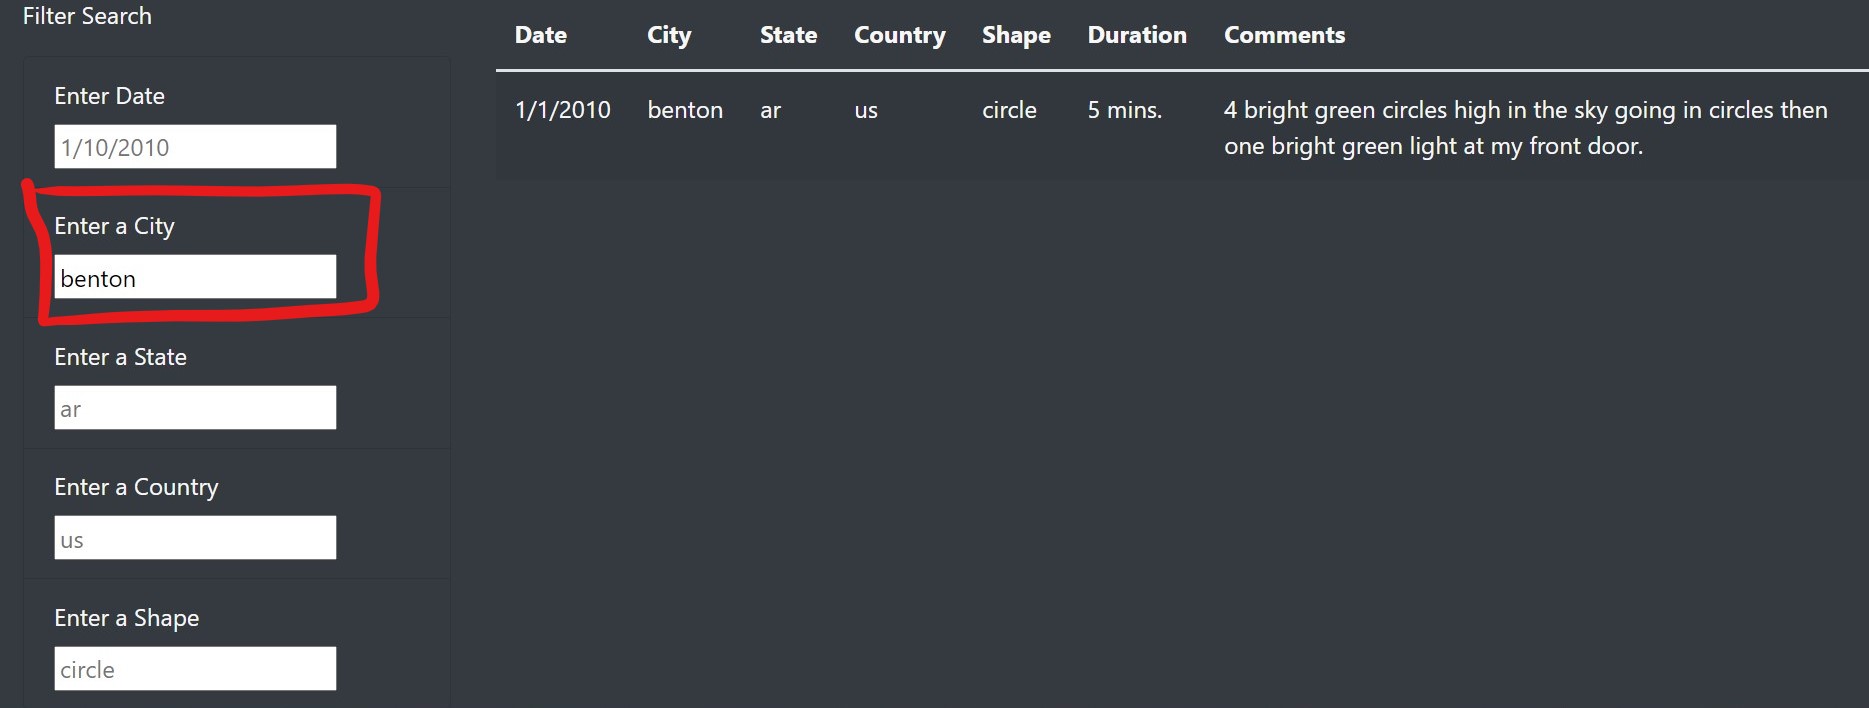 Filter Search
Enter Date
1/10/2010
Enter a City
benton
Enter a State
ar
Enter a Country
us
Enter a Shape
circle
Date City State Country Shape Duration Comments
1/1/2010 benton ar us circle 5 mins. 4 bright green circles high in the sky going in circles then
one bright green light at my front door.